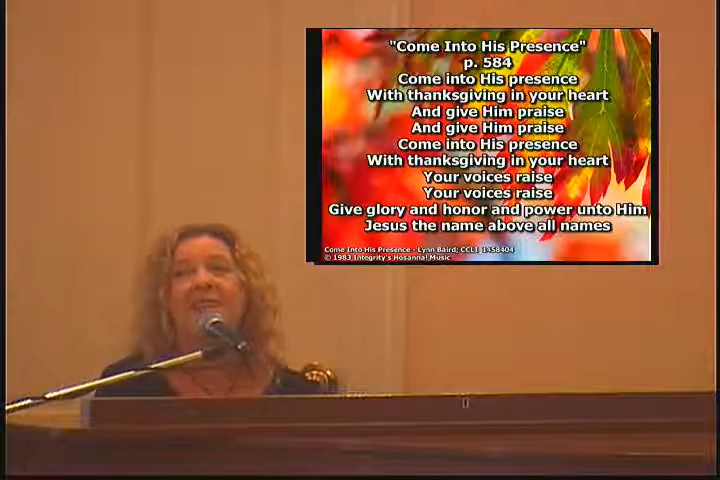 "Come Into His Presence"
p. 584
Come into His presence
With thanksgiving in your heart
And give Him praise
And give Him praise
Come into His presence
With thanksgiving in your heart
Your voices raise
Your voices raise
Give glory and honor and power unto Him
Jesus the name above all names
Come Into His Presence - Lynn Baird; CCLI 1458404
© 1983 Integrity's Hosanna! Music